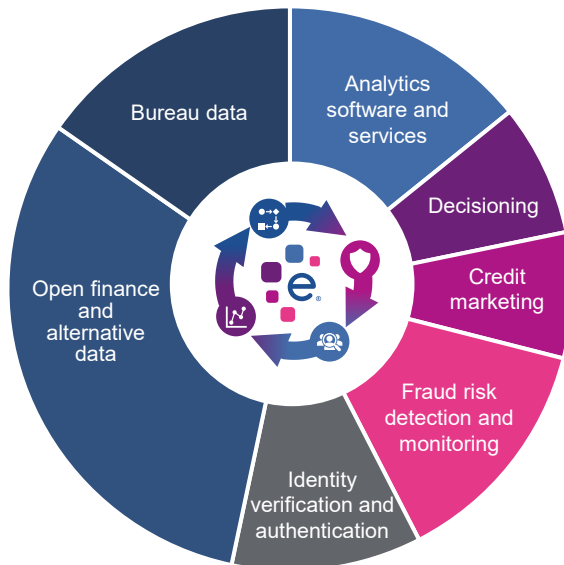 Analytics
software and
services
Decisioning
Credit
marketing
Fraud risk
detection and
monitoring
Identity
verification and
authentication
Open finance
and
alternative
data
Bureau data
e®